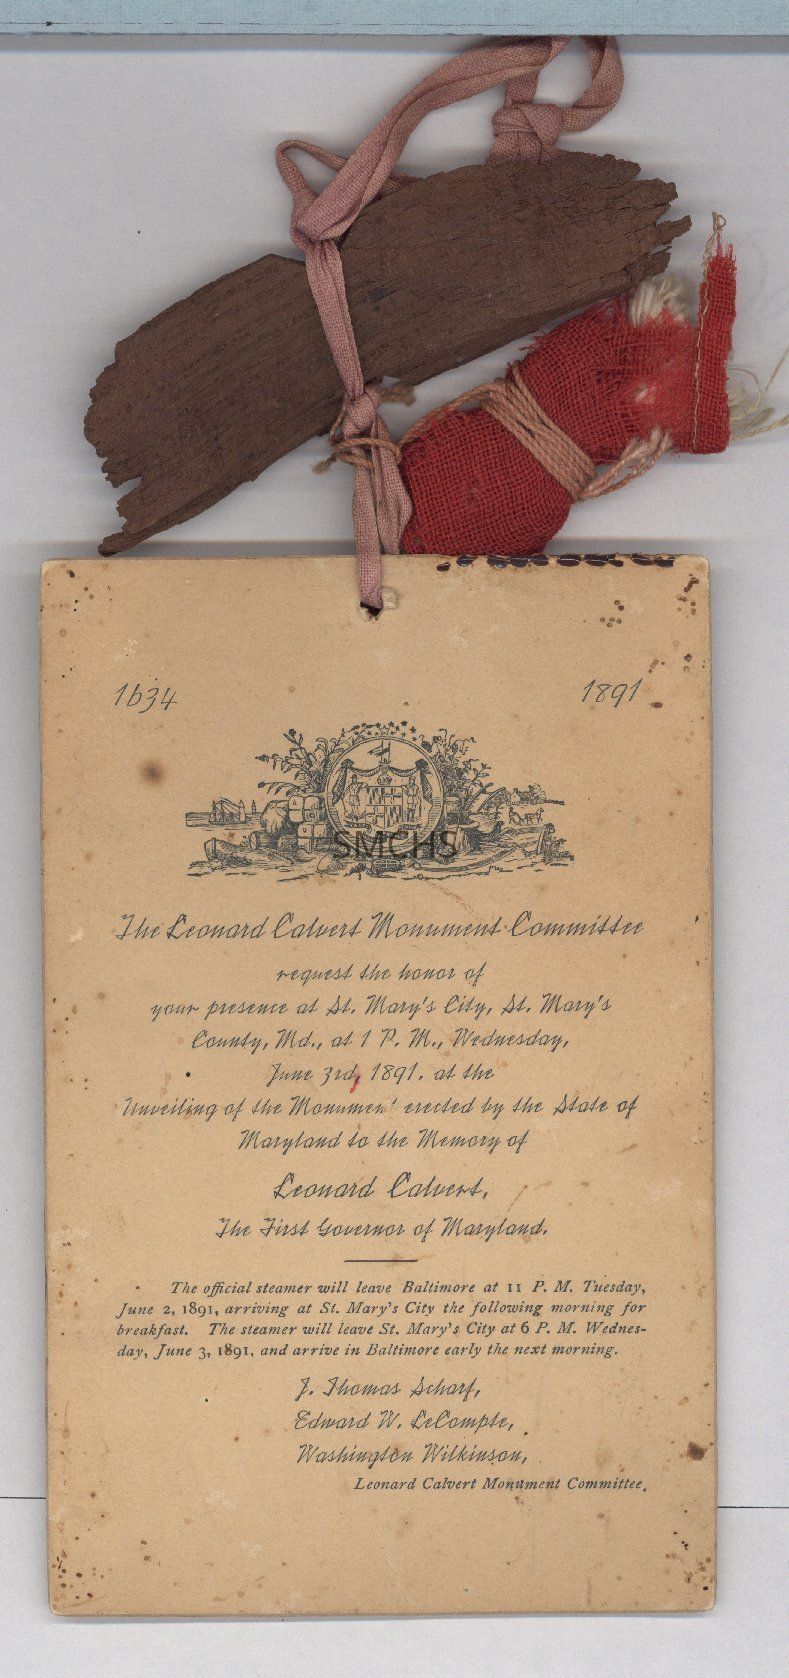 1634 1891
SMCHS
The Leonard Calvert Monument Committee
request the honor of
your presence at St. Mary's City, St. Mary's
County, Md., at 1 P. M., Wednesday,
June 3rd, 1891. at the
Unveiling of the Monument erected by the State of
Maryland to the Memory of
Leonard Calvert,
The First Governor of Maryland.
The official steamer will leave Baltimore at 11 P. M. Tuesday,
June 2, 1891, arriving at St. Mary's City the following morning for
breakfast. The steamer will leave St. Mary's City at 6 P. M. Wednes-
day, June 3, 1891, and arrive in Baltimore early the next morning.
J. Thomas Scharf,
Edward W. LeCompte,
Washington Wilkinson,
Leonard Calvert Monument Committee.